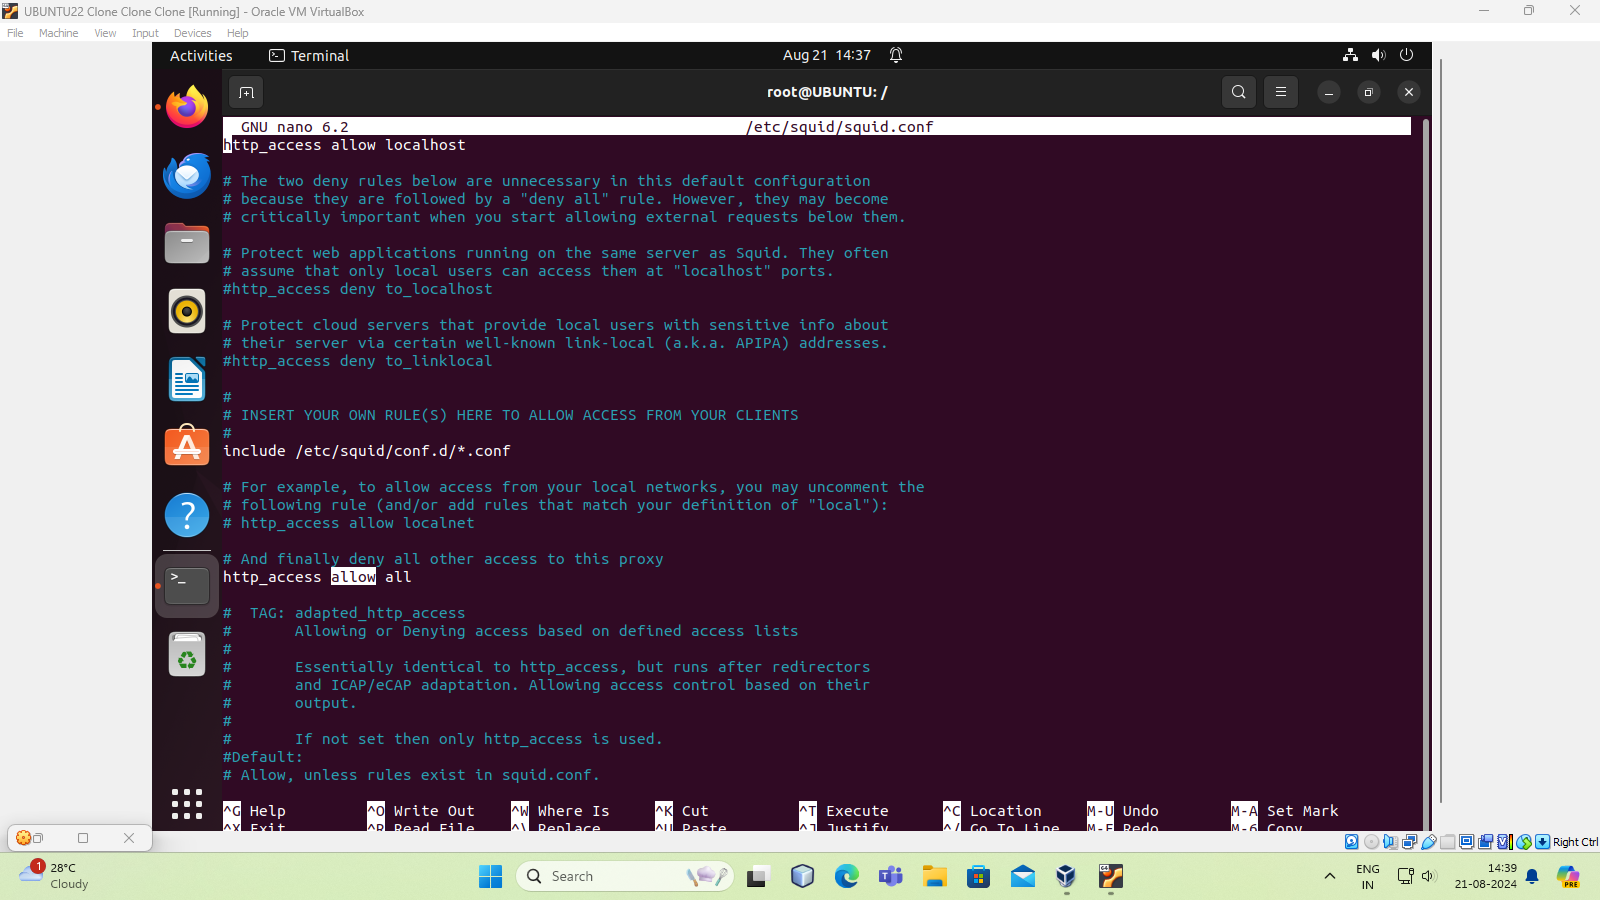 UBUNTU22 Clone Clone Clone [Running] - Oracle VM VirtualBox
File Machine View Input Devices Help
Activities Terminal Aug 21 14:37
root@UBUNTU: /
GNU nano 6.2 /etc/squid/squid.conf
http_access allow localhost
# The two deny rules below are unnecessary in this default configuration
# because they are followed by a "deny all" rule. However, they may become
# critically important when you start allowing external requests below them.
# Protect web applications running on the same server as Squid. They often
# assume that only local users can access them at "localhost" ports.
#http_access deny to_localhost
# Protect cloud servers that provide local users with sensitive info about
# their server via certain well-known link-local (a.k.a. APIPA) addresses.
#http_access deny to_linklocal
#
# INSERT YOUR OWN RULE(S) HERE TO ALLOW ACCESS FROM YOUR CLIENTS
#
include /etc/squid/conf.d/*.conf
# For example, to allow access from your local networks, you may uncomment the
# following rule (and/or add rules that match your definition of "local"):
# http_access allow localnet
# And finally deny all other access to this proxy
http_access allow all
# TAG: adapted_http_access
# Allowing or Denying access based on defined access lists
#
# Essentially identical to http_access, but runs after redirectors
# and ICAP/eCAP adaptation. Allowing access control based on their
# output.
#
# If not set then only http_access is used.
#Default:
# Allow, unless rules exist in squid.conf.
^G Help ^O Write Out ^W Where Is ^K Cut ^T Execute ^C Location M-U Undo M-A Set Mark
^X Exit ^R Read File ^\ Replace ^U Paste ^J Justify ^/ Go To Line M-E Redo M-6 Copy
Right Ctrl
1
28°C
Cloudy
Search
ENG
IN
14:39
21-08-2024
PRE